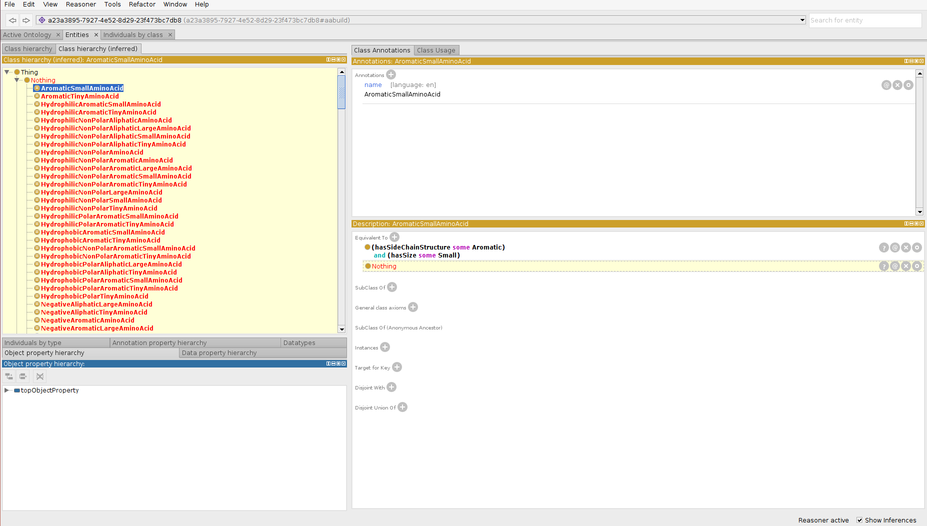 File Edit View Reasoner Tools Refactor Window Help
a23a3895-7927-4e52-8d29-23f473bc7db8 (a23a3895-7927-4e52-8d29-23f473bc7db8#aabuild)
Search for entity
Active Ontology × Entities × Individuals by class ×
Class hierarchy Class hierarchy (inferred)
Class hierarchy (inferred): AromaticSmallAminoAcid
Thing
Nothing
AromaticSmallAminoAcid
AromaticTinyAminoAcid
HydrophilicAromaticSmallAminoAcid
HydrophilicAromaticTinyAminoAcid
HydrophilicNonPolarAliphaticAminoAcid
HydrophilicNonPolarAliphaticLargeAminoAcid
HydrophilicNonPolarAliphaticSmallAminoAcid
HydrophilicNonPolarAliphaticTinyAminoAcid
HydrophilicNonPolarAminoAcid
HydrophilicNonPolarAromaticAminoAcid
HydrophilicNonPolarAromaticLargeAminoAcid
HydrophilicNonPolarAromaticSmallAminoAcid
HydrophilicNonPolarAromaticTinyAminoAcid
HydrophilicNonPolarLargeAminoAcid
HydrophilicNonPolarSmallAminoAcid
HydrophilicNonPolarTinyAminoAcid
HydrophilicPolarAromaticSmallAminoAcid
HydrophilicPolarAromaticTinyAminoAcid
HydrophobicAromaticSmallAminoAcid
HydrophobicAromaticTinyAminoAcid
HydrophobicNonPolarAromaticSmallAminoAcid
HydrophobicNonPolarAromaticTinyAminoAcid
HydrophobicPolarAliphaticLargeAminoAcid
HydrophobicPolarAliphaticTinyAminoAcid
HydrophobicPolarAromaticSmallAminoAcid
HydrophobicPolarAromaticTinyAminoAcid
HydrophobicPolarTinyAminoAcid
NegativeAliphaticLargeAminoAcid
NegativeAliphaticTinyAminoAcid
NegativeAromaticAminoAcid
NegativeAromaticLargeAminoAcid
Individuals by type Annotation property hierarchy Datatypes
Object property hierarchy Data property hierarchy
Object property hierarchy:
topObjectProperty
Class Annotations Class Usage
Annotations: AromaticSmallAminoAcid
Annotations
name [language: en]
AromaticSmallAminoAcid
Description: AromaticSmallAminoAcid
Equivalent To
(hasSideChainStructure some Aromatic)
and (hasSize some Small)
Nothing
SubClass Of
General class axioms
SubClass Of (Anonymous Ancestor)
Instances
Target for Key
Disjoint With
Disjoint Union Of
Reasoner active Show Inferences